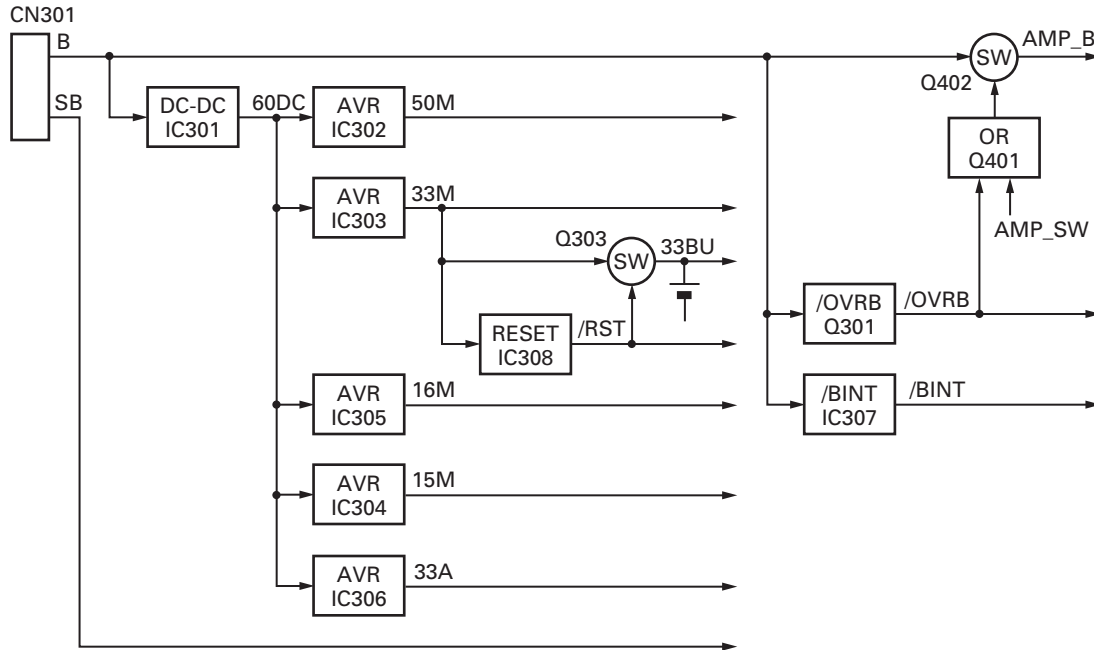 CN301
B
AMP_B
SW
Q402
SB
DC-DC
IC301
60DC
AVR
IC302
50M
OR
Q401
AVR
IC303
33M
AMP_SW
Q303
SW
33BU
/OVRB
Q301
/OVRB
RESET
IC308
/RST
AVR
IC305
16M
/BINT
IC307
/BINT
AVR
IC304
15M
AVR
IC306
33A